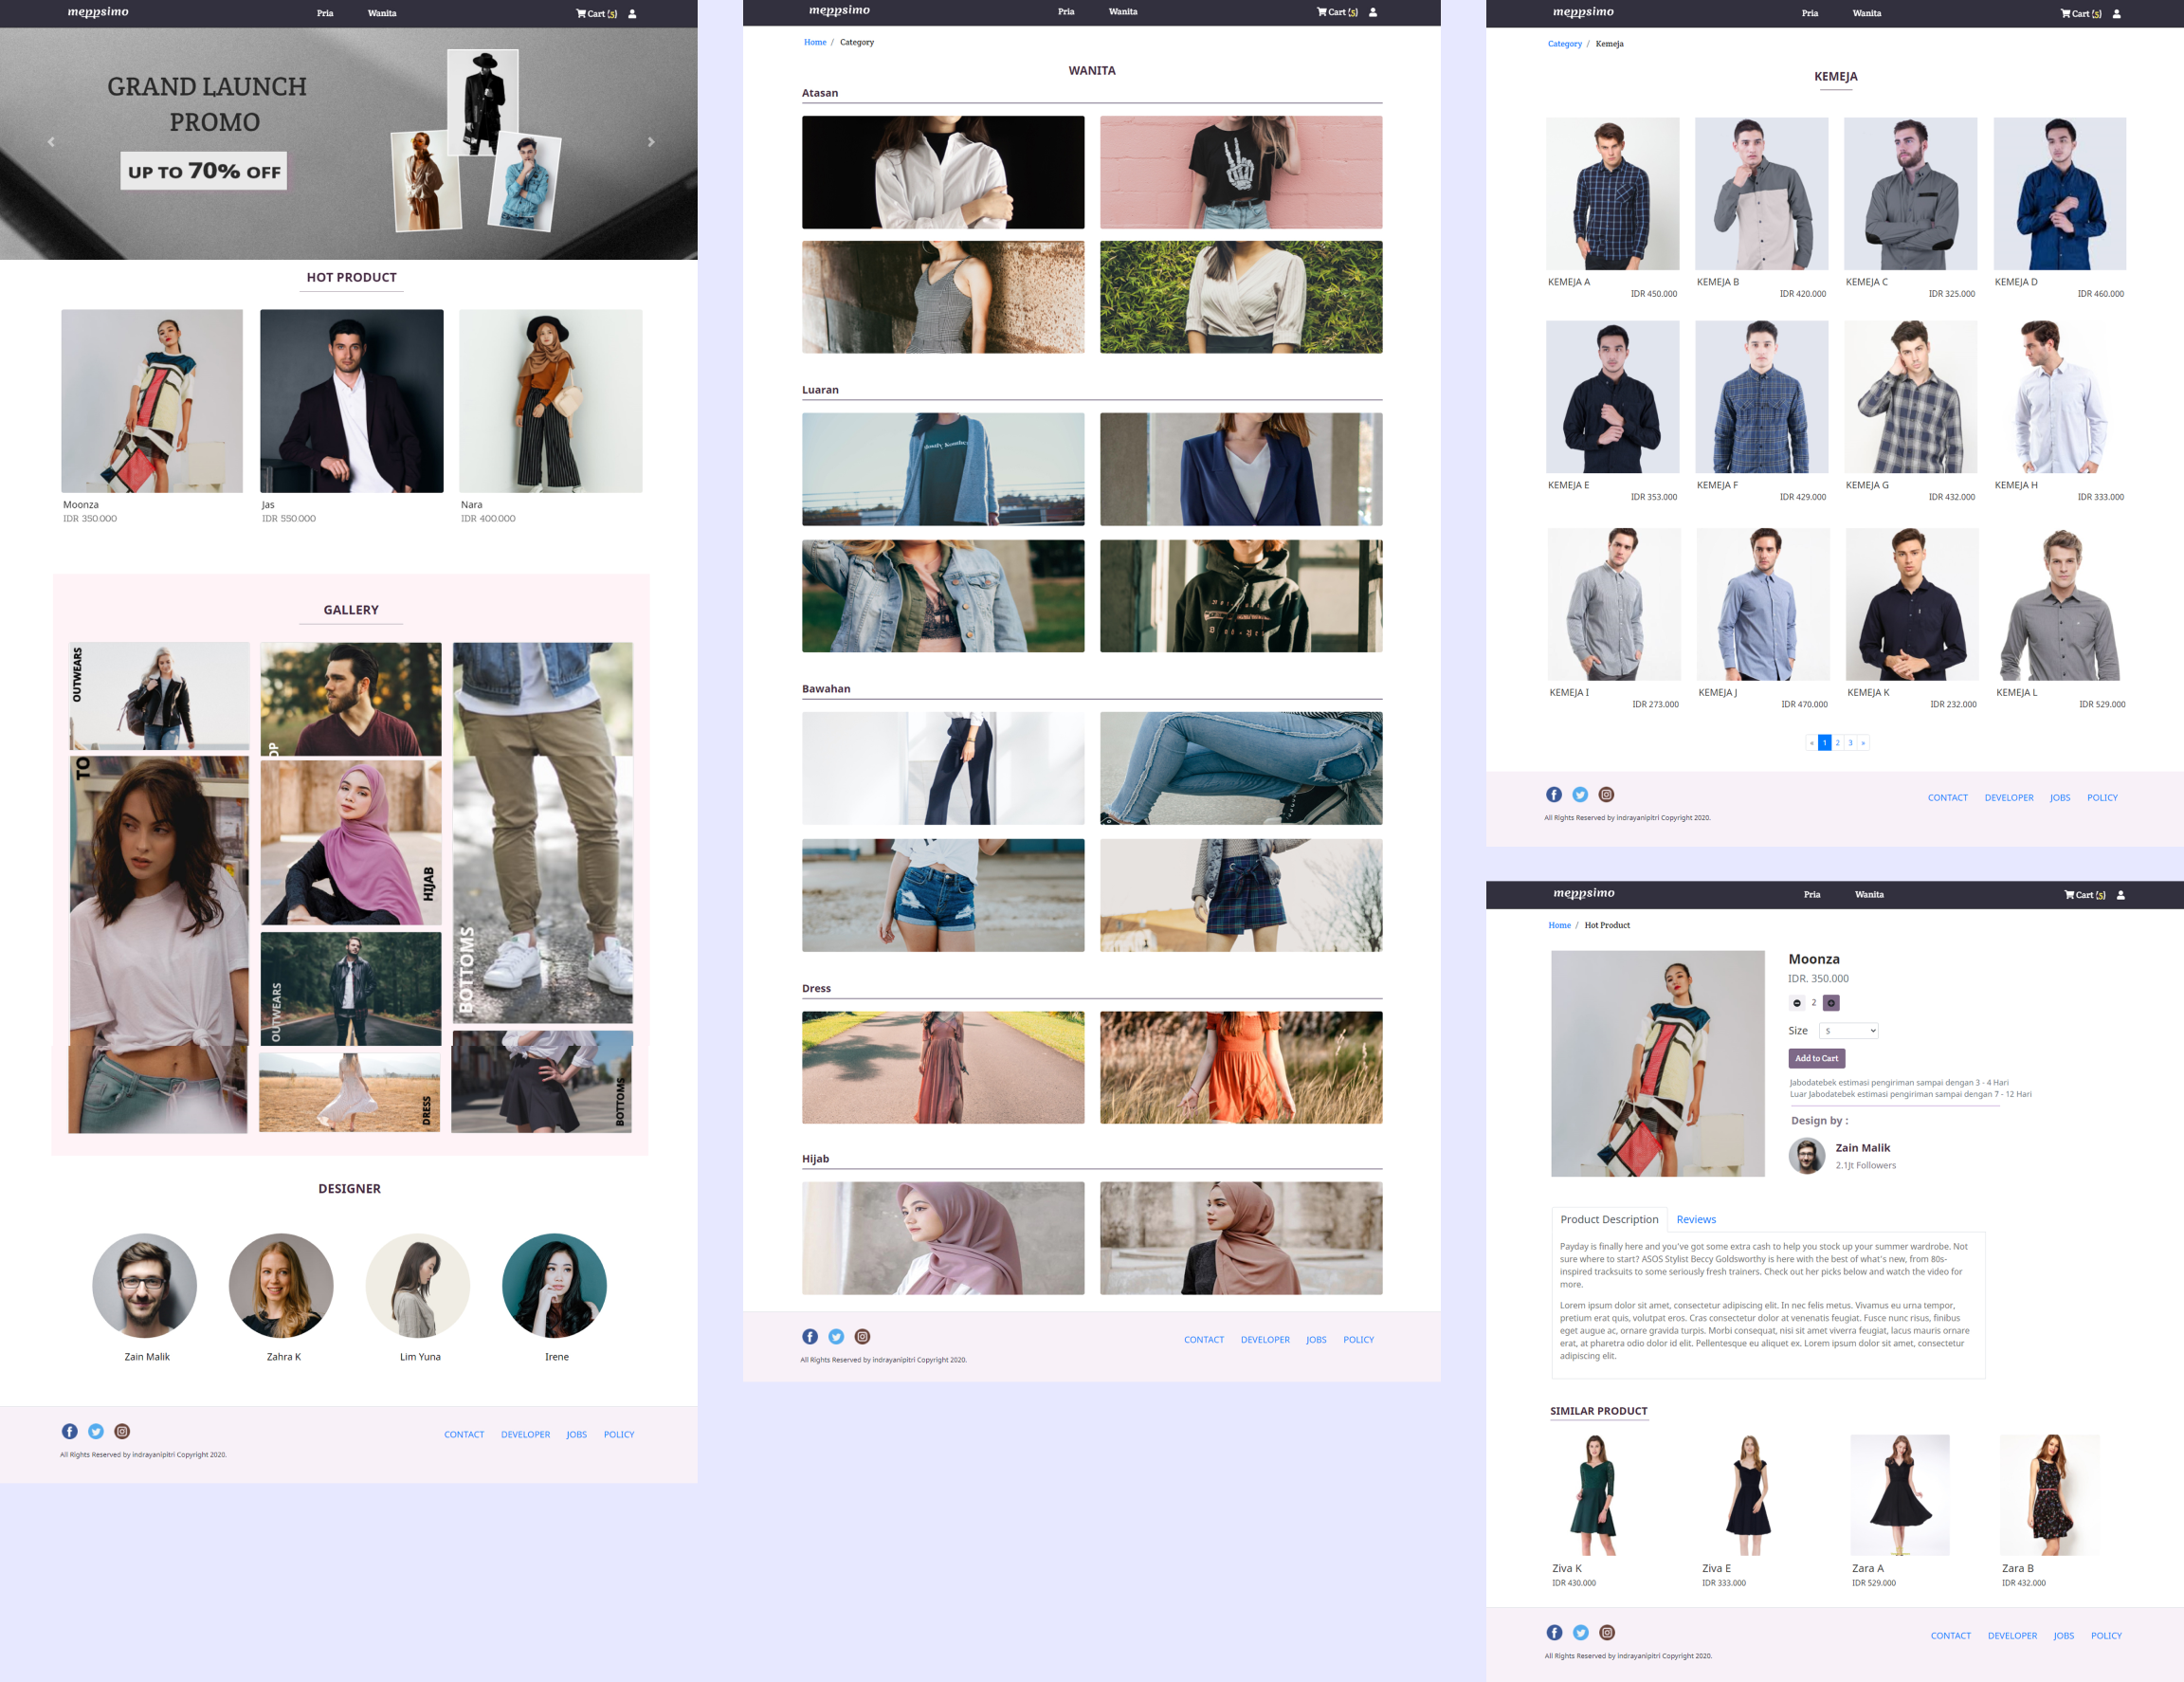 meppsimo
Pria Wanita
Cart (5)
GRAND LAUNCH
PROMO
UP TO 70% OFF
HOT PRODUCT
Moonza
IDR 350.000
Jas
IDR 550.000
Nara
IDR 400.000
GALLERY
OUTWEARS
TO
OP
HIJAB
BOTTOMS
OUTWEARS
DRESS
BOTTOMS
DESIGNER
Zain Malik
Zahra K
Lim Yuna
Irene
CONTACT DEVELOPER JOBS POLICY
All Rights Reserved by indrayanipitri Copyright 2020.
meppsimo
Pria Wanita
Cart (5)
Home / Category
WANITA
Atasan
Luaran
Bawahan
Dress
Hijab
CONTACT DEVELOPER JOBS POLICY
All Rights Reserved by indrayanipitri Copyright 2020.
meppsimo
Pria Wanita
Cart (5)
Category / Kemeja
KEMEJA
KEMEJA A
IDR 450.000
KEMEJA B
IDR 420.000
KEMEJA C
IDR 325.000
KEMEJA D
IDR 460.000
KEMEJA E
IDR 353.000
KEMEJA F
IDR 429.000
KEMEJA G
IDR 432.000
KEMEJA H
IDR 333.000
KEMEJA I
IDR 273.000
KEMEJA J
IDR 470.000
KEMEJA K
IDR 232.000
KEMEJA L
IDR 529.000
« 1 2 3 »
CONTACT DEVELOPER JOBS POLICY
All Rights Reserved by indrayanipitri Copyright 2020.
meppsimo
Pria Wanita
Cart (5)
Home / Hot Product
Moonza
IDR. 350.000
2
Size S
Add to Cart
Jabodatebek estimasi pengiriman sampai dengan 3 - 4 Hari
Luar Jabodatebek estimasi pengiriman sampai dengan 7 - 12 Hari
Design by :
Zain Malik
2.1Jt Followers
Product Description Reviews
Payday is finally here and you've got some extra cash to help you stock up your summer wardrobe. Not
sure where to start? ASOS Stylist Beccy Goldsworthy is here with the best of what's new, from 80s-
inspired tracksuits to some seriously fresh trainers. Check out her picks below and watch the video for
more.
Lorem ipsum dolor sit amet, consectetur adipiscing elit. In nec felis metus. Vivamus eu urna tempor,
pretium erat quis, volutpat eros. Cras consectetur dolor at venenatis feugiat. Fusce nunc risus, finibus
eget augue ac, ornare gravida turpis. Morbi consequat, nisi sit amet viverra feugiat, lacus mauris ornare
erat, at pharetra odio dolor id elit. Pellentesque eu aliquet ex. Lorem ipsum dolor sit amet, consectetur
adipiscing elit.
SIMILAR PRODUCT
Ziva K
IDR 430.000
Ziva E
IDR 333.000
Zara A
IDR 529.000
Zara B
IDR 432.000
CONTACT DEVELOPER JOBS POLICY
All Rights Reserved by indrayanipitri Copyright 2020.